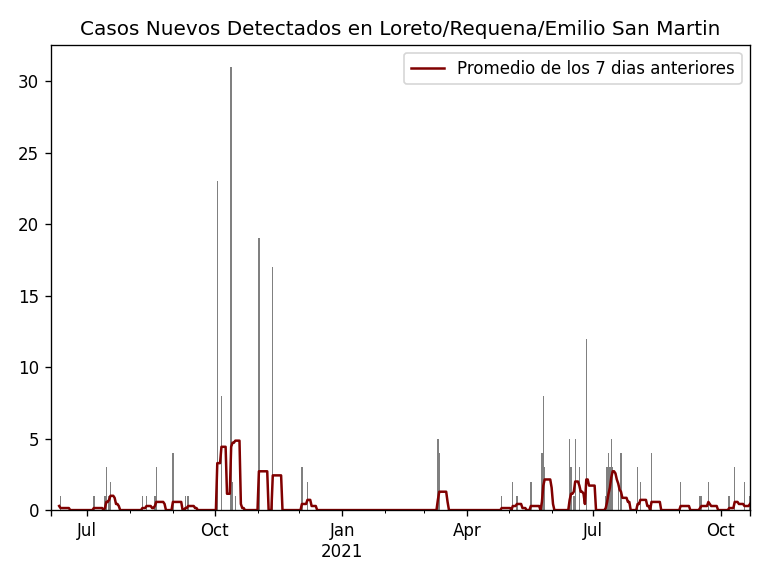 Casos Nuevos Detectados en Loreto/Requena/Emilio San Martin
Promedio de los 7 dias anteriores
30
25
20
15
10
5
0
Jul Oct Jan Apr Jul Oct
2021